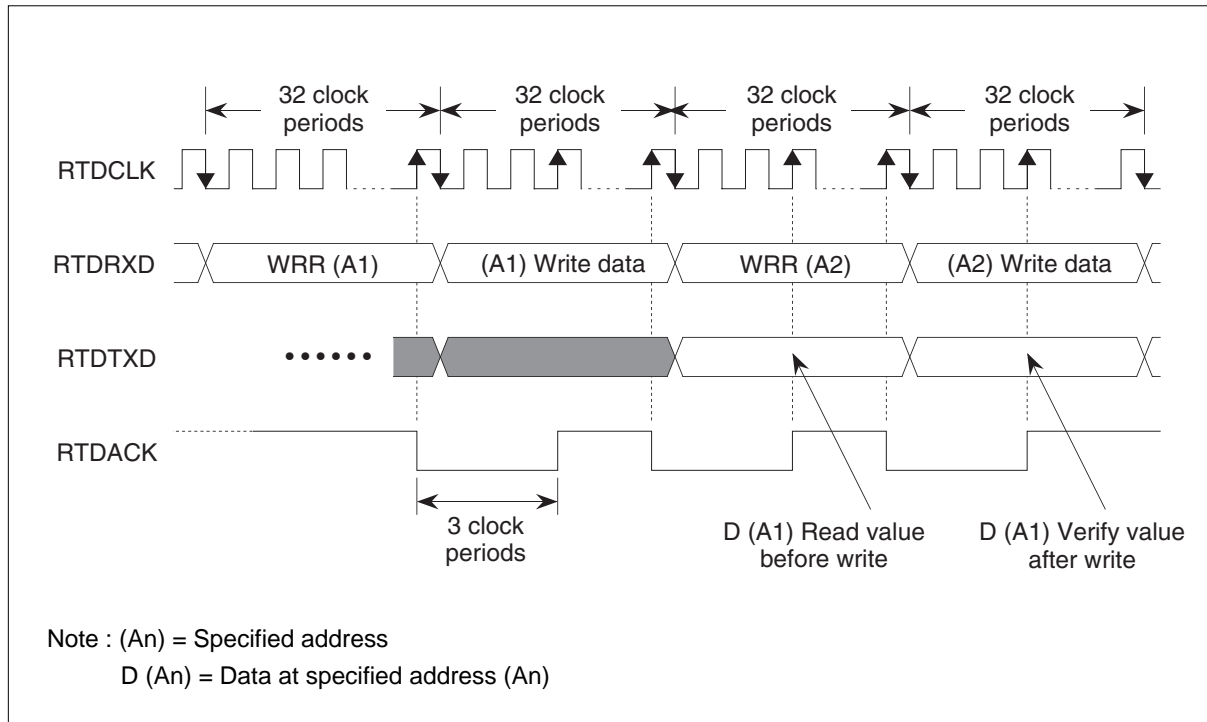 32 clock periods
32 clock periods
32 clock periods
32 clock periods
RTDCLK
RTDRXD
WRR (A1)
(A1) Write data
WRR (A2)
(A2) Write data
RTDTXD
RTDACK
3 clock
periods
D (A1) Read value
before write
D (A1) Verify value
after write
Note : (An) = Specified address
D (An) = Data at specified address (An)